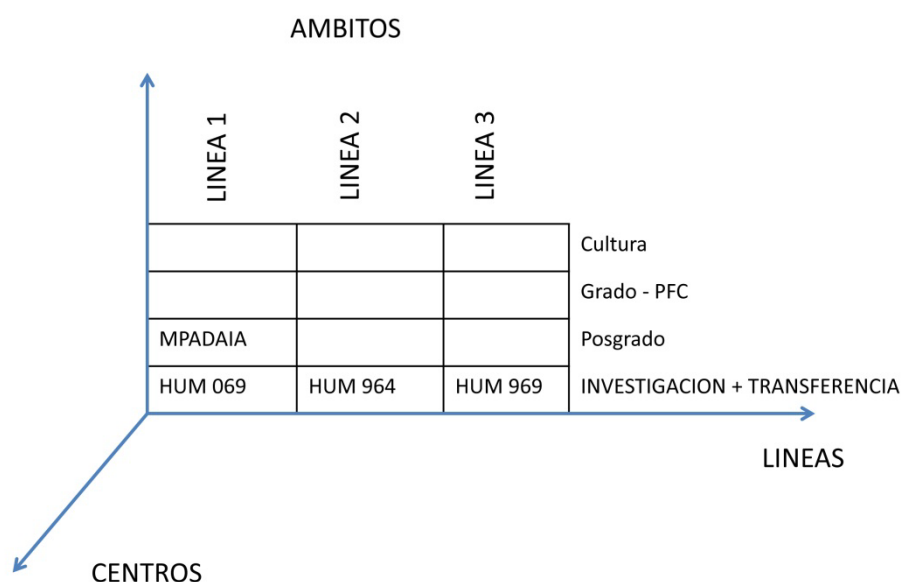 AMBITOS
LINEA 1
LINEA 2
LINEA 3
Cultura
Grado - PFC
MPADAIA
Posgrado
HUM 069
HUM 964
HUM 969
INVESTIGACION + TRANSFERENCIA
LINEAS
CENTROS